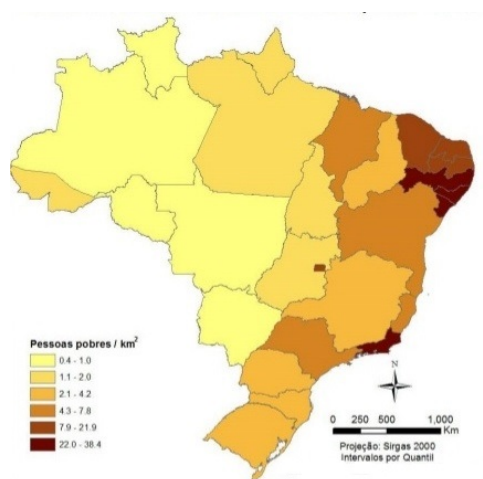 Pessoas pobres / km²
0.4 - 1.0
1.1 - 2.0
2.1 - 4.2
4.3 - 7.8
7.9 - 21.9
22.0 - 38.4
N
0 250 500 1,000
Km
Projeção: Sirgas 2000
Intervalos por Quantil